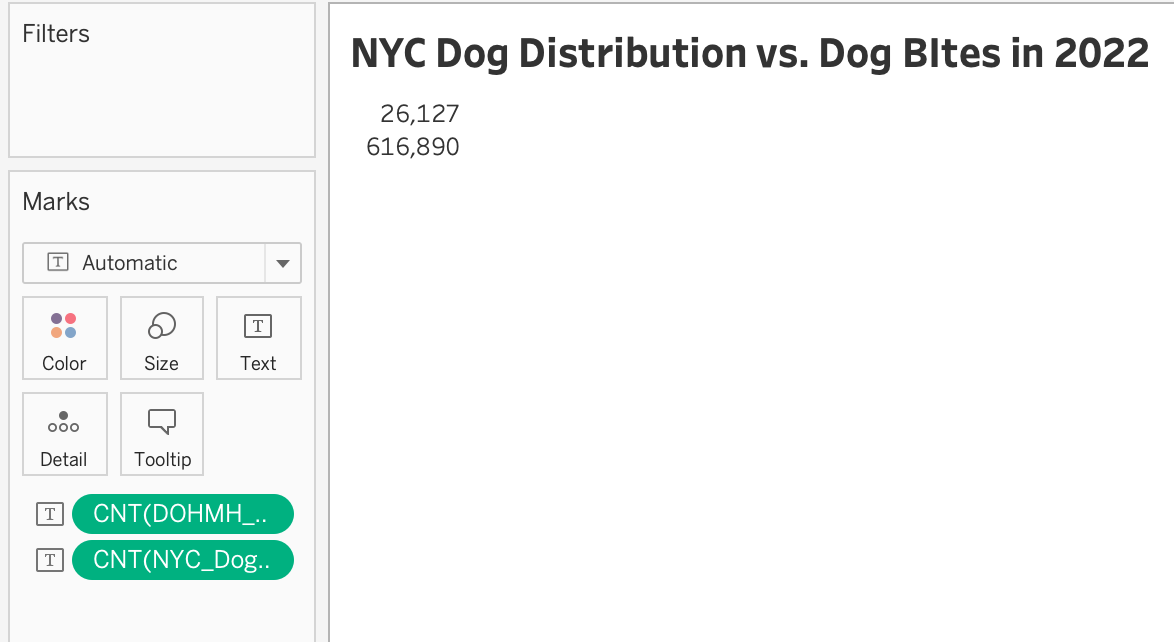 Filters
Marks
Automatic
Color
Size
Text
Detail
Tooltip
CNT(DOHMH_..
CNT(NYC_Dog..
NYC Dog Distribution vs. Dog BItes in 2022
26,127
616,890